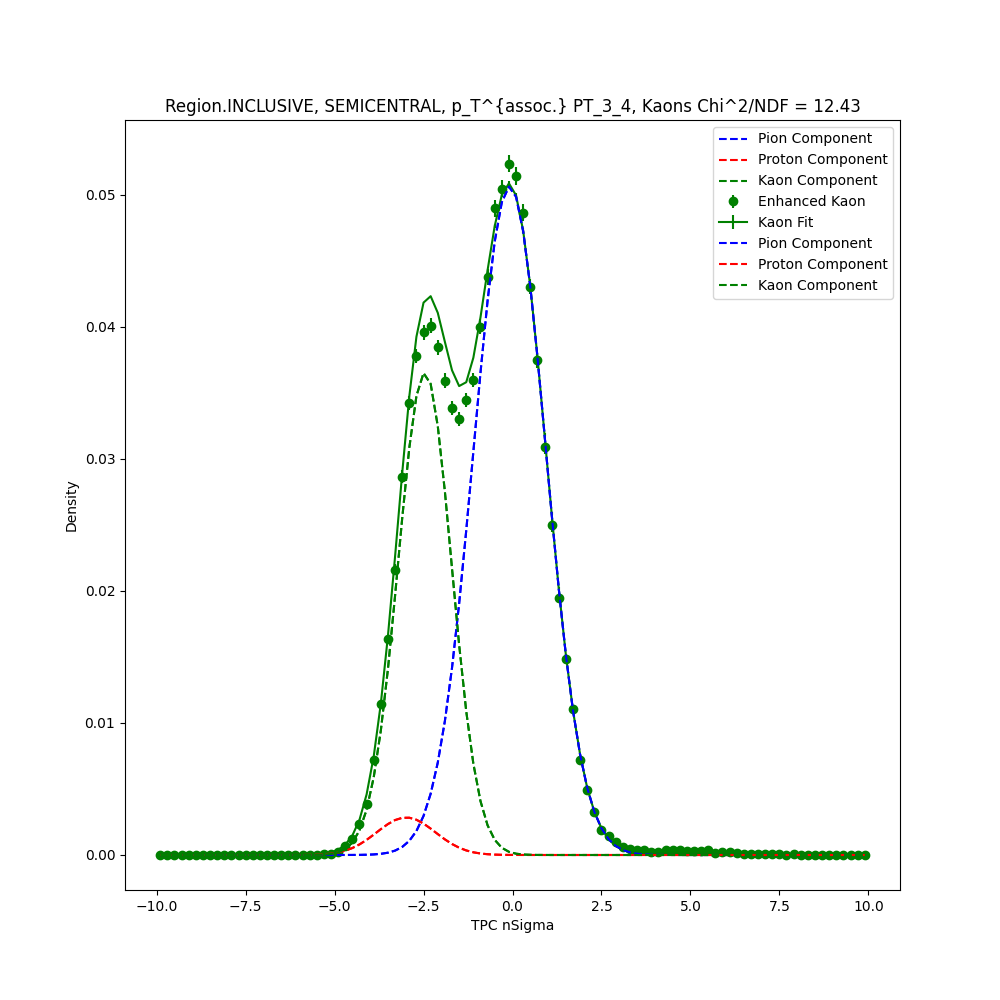 Region.INCLUSIVE, SEMICENTRAL, p_T^{assoc.} PT_3_4, Kaons Chi^2/NDF = 12.43
Pion Component
Proton Component
Kaon Component
Enhanced Kaon
Kaon Fit
Pion Component
Proton Component
Kaon Component
Density
0.05
0.04
0.03
0.02
0.01
0.00
−10.0 −7.5 −5.0 −2.5 0.0 2.5 5.0 7.5 10.0
TPC nSigma